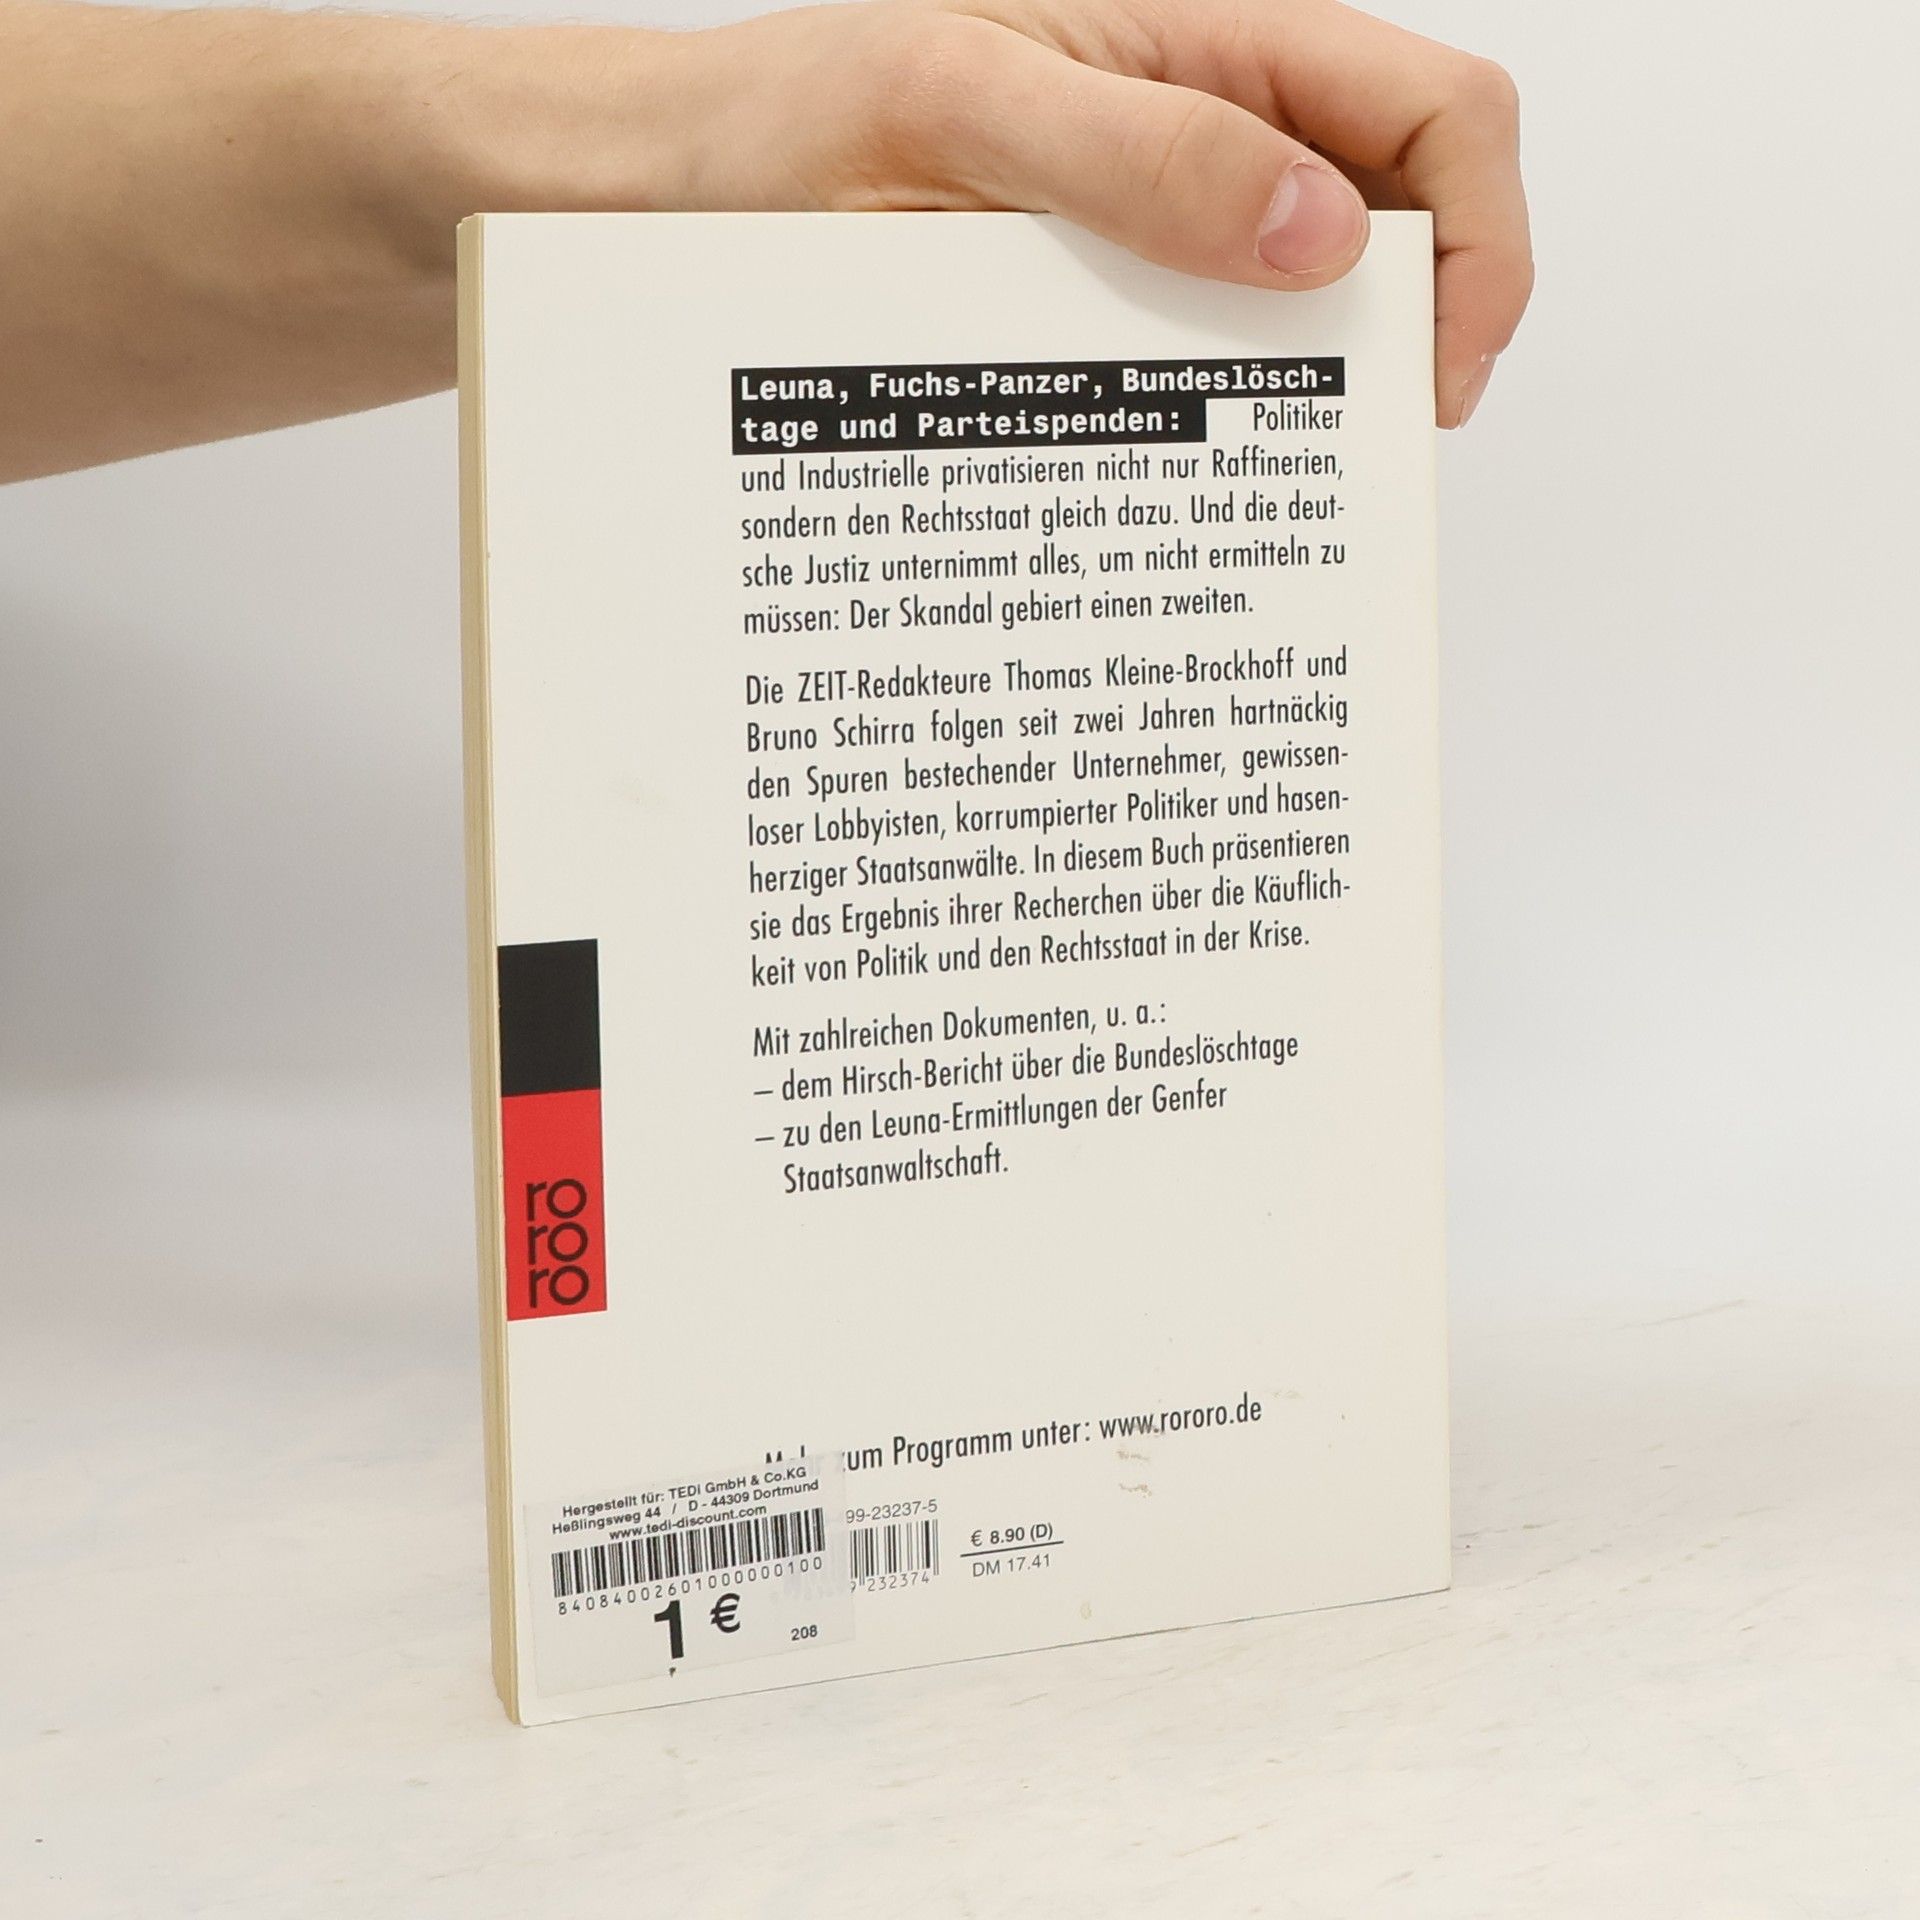 Leuna, Fuchs-Panzer, Bundeslösch-
tage und Parteispenden: Politiker
und Industrielle privatisieren nicht nur Raffinerien,
sondern den Rechtsstaat gleich dazu. Und die deut-
sche Justiz unternimmt alles, um nicht ermitteln zu
müssen: Der Skandal gebiert einen zweiten.
Die ZEIT-Redakteure Thomas Kleine-Brockhoff und
Bruno Schirra folgen seit zwei Jahren hartnäckig
den Spuren bestechender Unternehmer, gewissen-
loser Lobbyisten, korrumpierter Politiker und hasen-
herziger Staatsanwälte. In diesem Buch präsentieren
sie das Ergebnis ihrer Recherchen über die Käuflich-
keit von Politik und den Rechtsstaat in der Krise.
Mit zahlreichen Dokumenten, u. a.:
– dem Hirsch-Bericht über die Bundeslöschtage
– zu den Leuna-Ermittlungen der Genfer
Staatsanwaltschaft.
ro
ro
ro
zum Programm unter: www.rororo.de
Hergestellt für: TEDi GmbH & Co.KG
Heßlingsweg 44 / D - 44309 Dortmund
www.tedi-discount.com
8408400260100000100
1 €
208
99-23237-5
9 232374
€ 8.90 (D)
DM 17.41